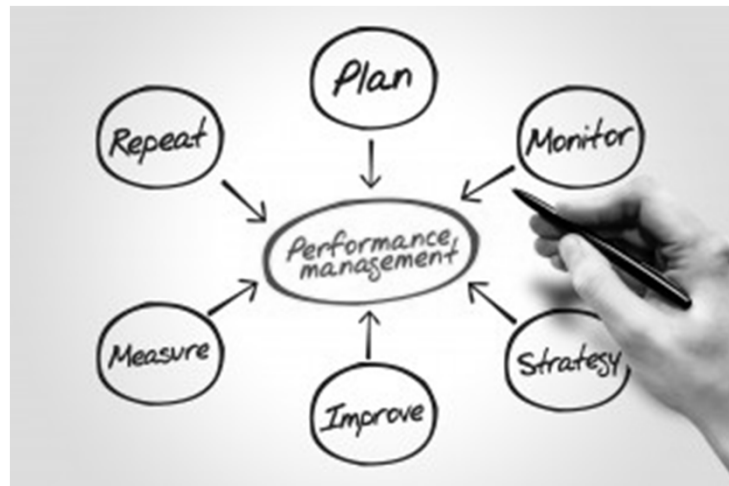 Plan
Repeat
Monitor
Performance
management
Measure
Strategy
Improve